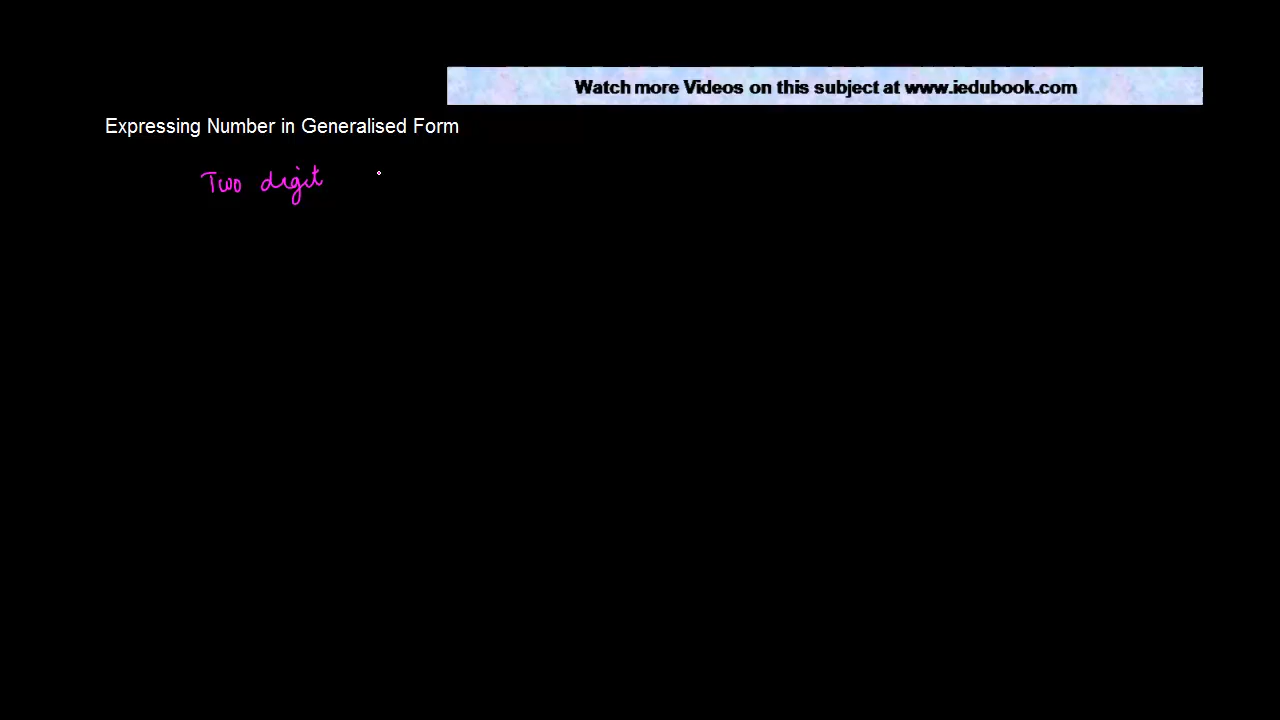 Watch more Videos on this subject at www.iedubook.com
Expressing Number in Generalised Form
Two digit